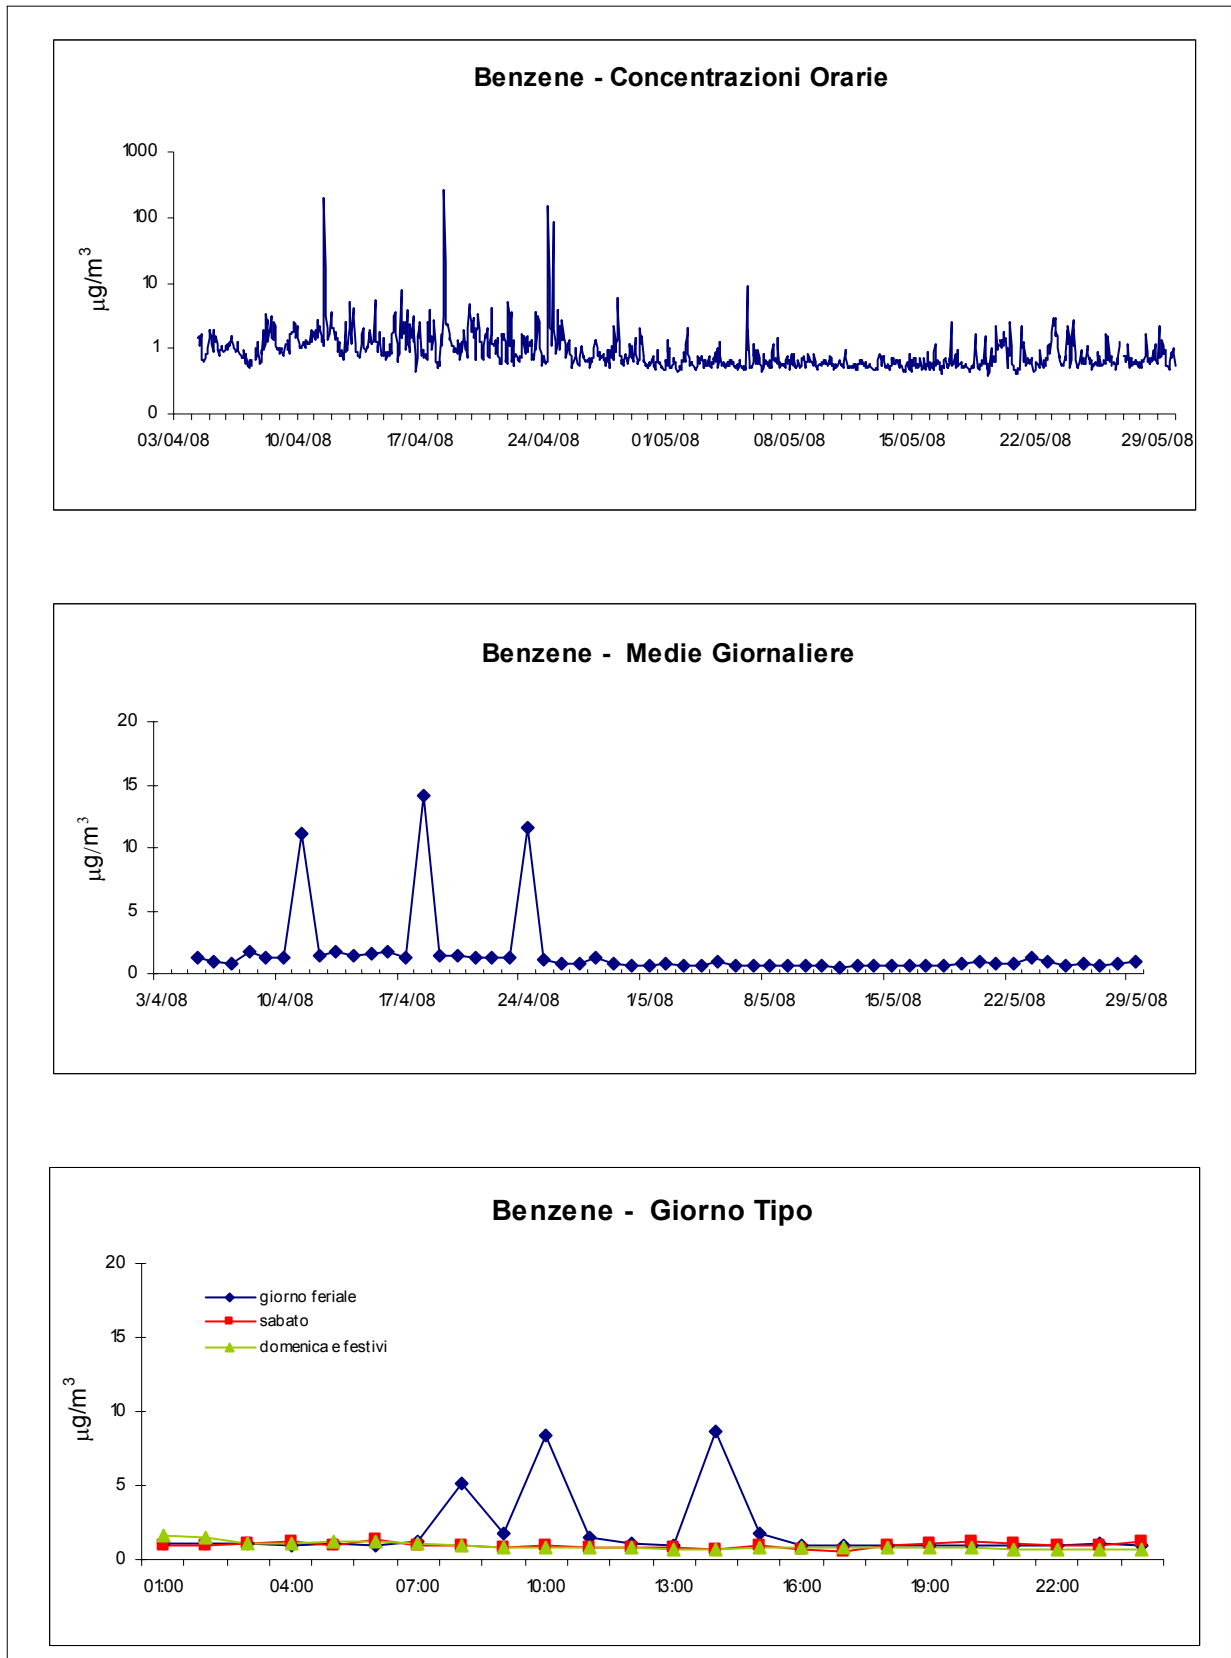 Benzene - Concentrazioni Orarie
1000
100
10
1
0
µg/m³
03/04/08 10/04/08 17/04/08 24/04/08 01/05/08 08/05/08 15/05/08 22/05/08 29/05/08
Benzene - Medie Giornaliere
20
15
10
5
0
µg/m³
3/4/08 10/4/08 17/4/08 24/4/08 1/5/08 8/5/08 15/5/08 22/5/08 29/5/08
Benzene - Giorno Tipo
20
15
10
5
0
µg/m³
giorno feriale
sabato
domenica e festivi
01:00 04:00 07:00 10:00 13:00 16:00 19:00 22:00